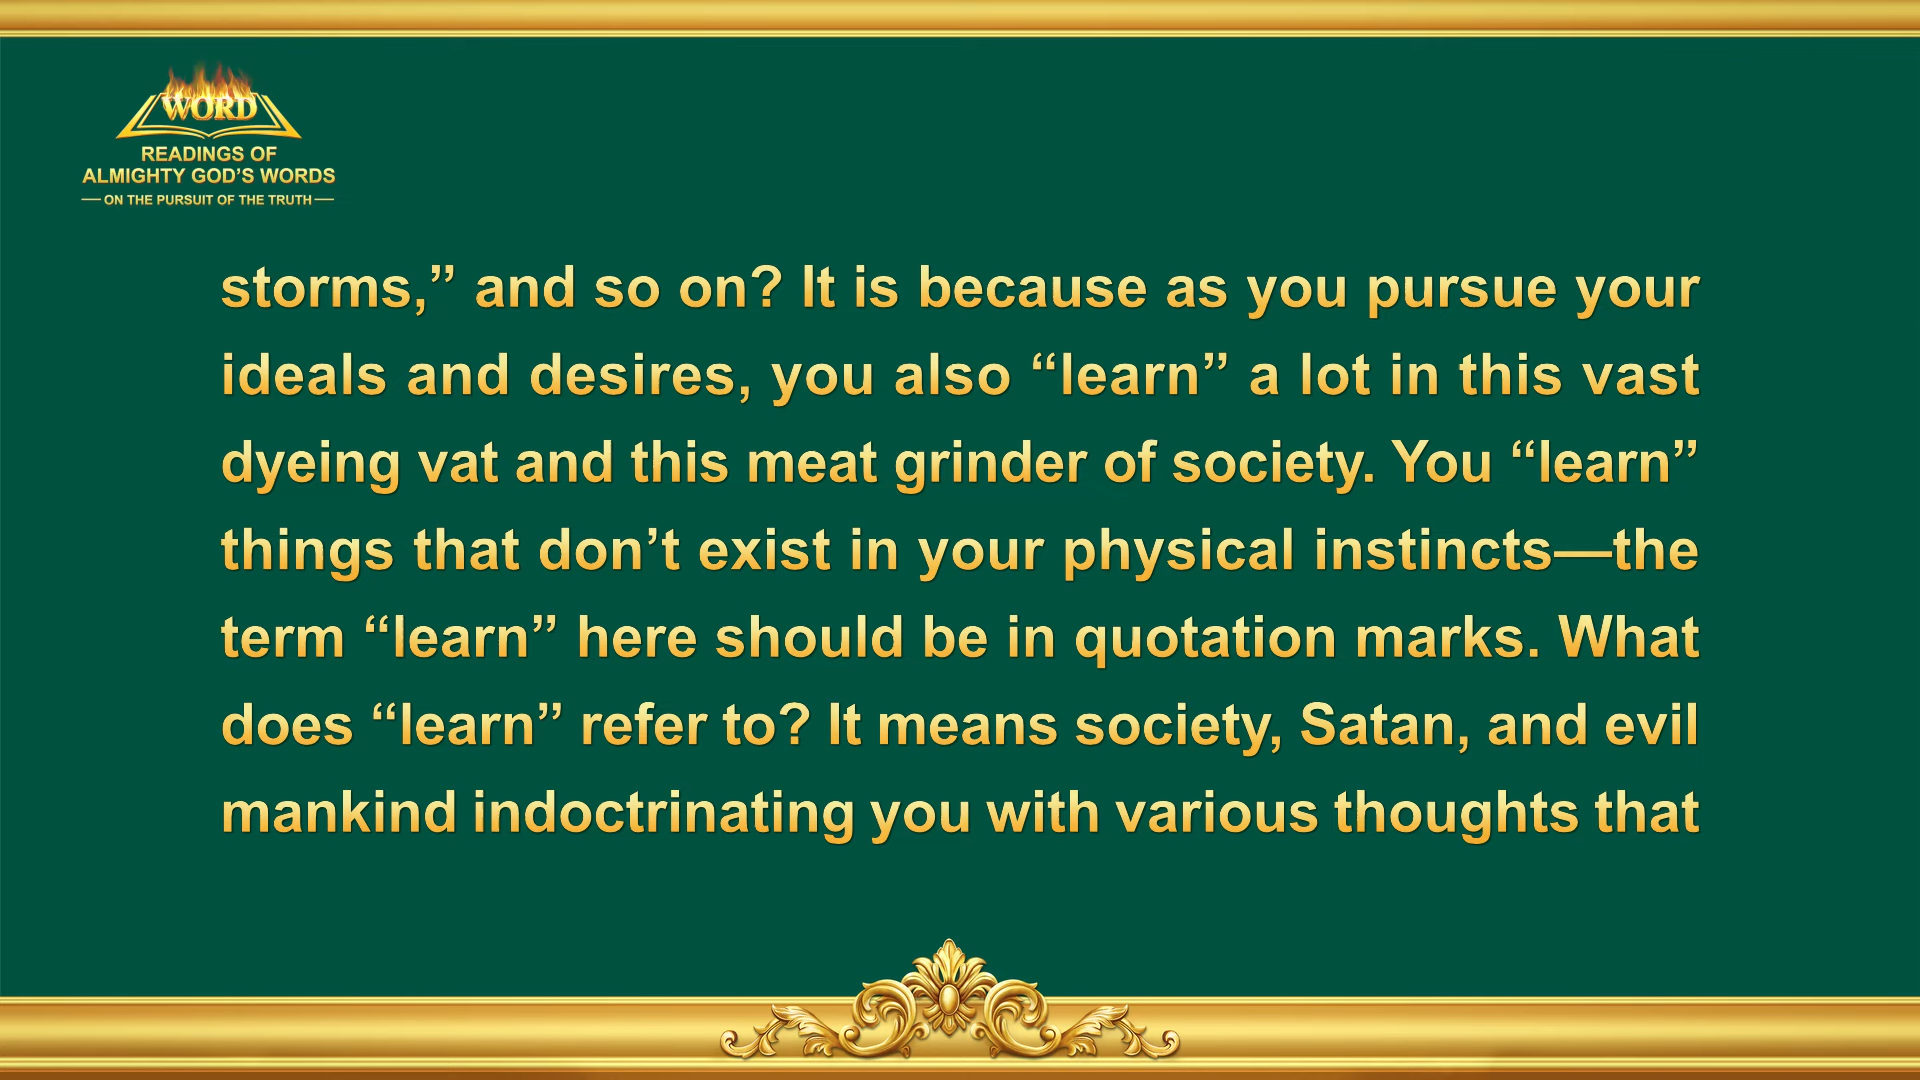 WORD
READINGS OF
ALMIGHTY GOD’S WORDS
— ON THE PURSUIT OF THE TRUTH —
storms,” and so on? It is because as you pursue your
ideals and desires, you also “learn” a lot in this vast
dyeing vat and this meat grinder of society. You “learn”
things that don’t exist in your physical instincts—the
term “learn” here should be in quotation marks. What
does “learn” refer to? It means society, Satan, and evil
mankind indoctrinating you with various thoughts that